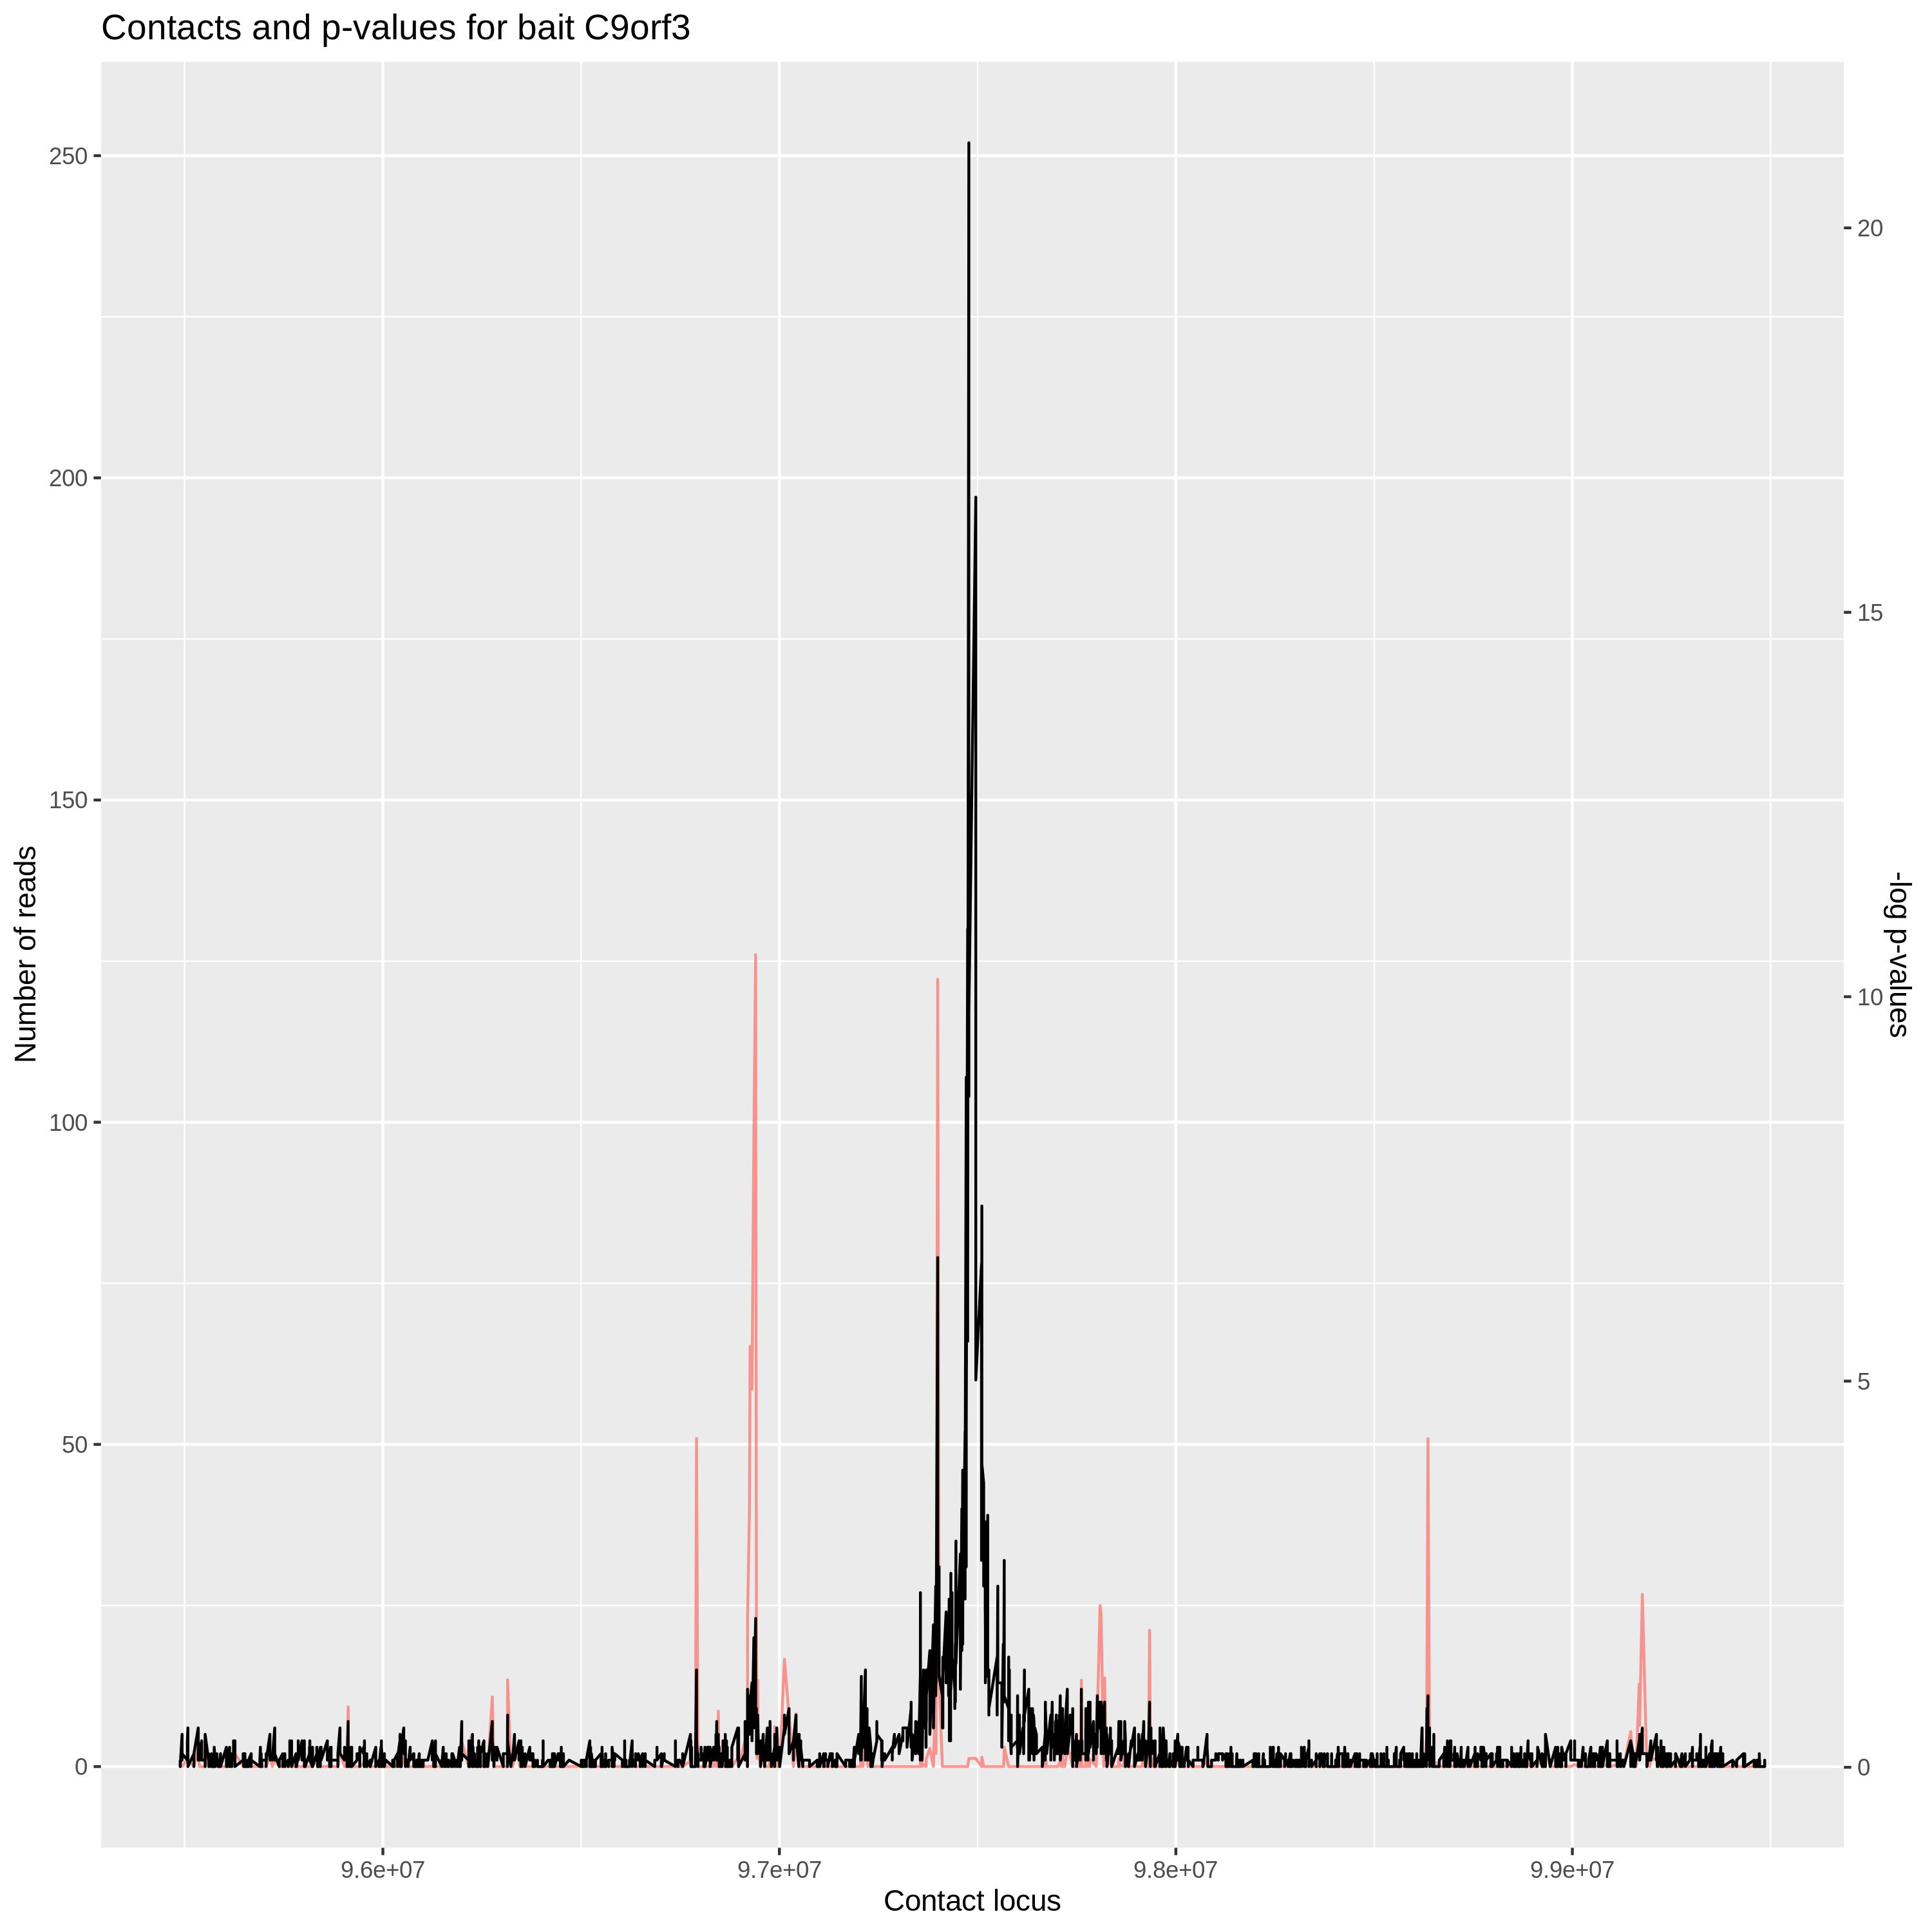 Contacts and p-values for bait C9orf3
250
200
150
100
50
0
Number of reads
20
15
10
5
0
-log p-values
9.6e+07 9.7e+07 9.8e+07 9.9e+07
Contact locus